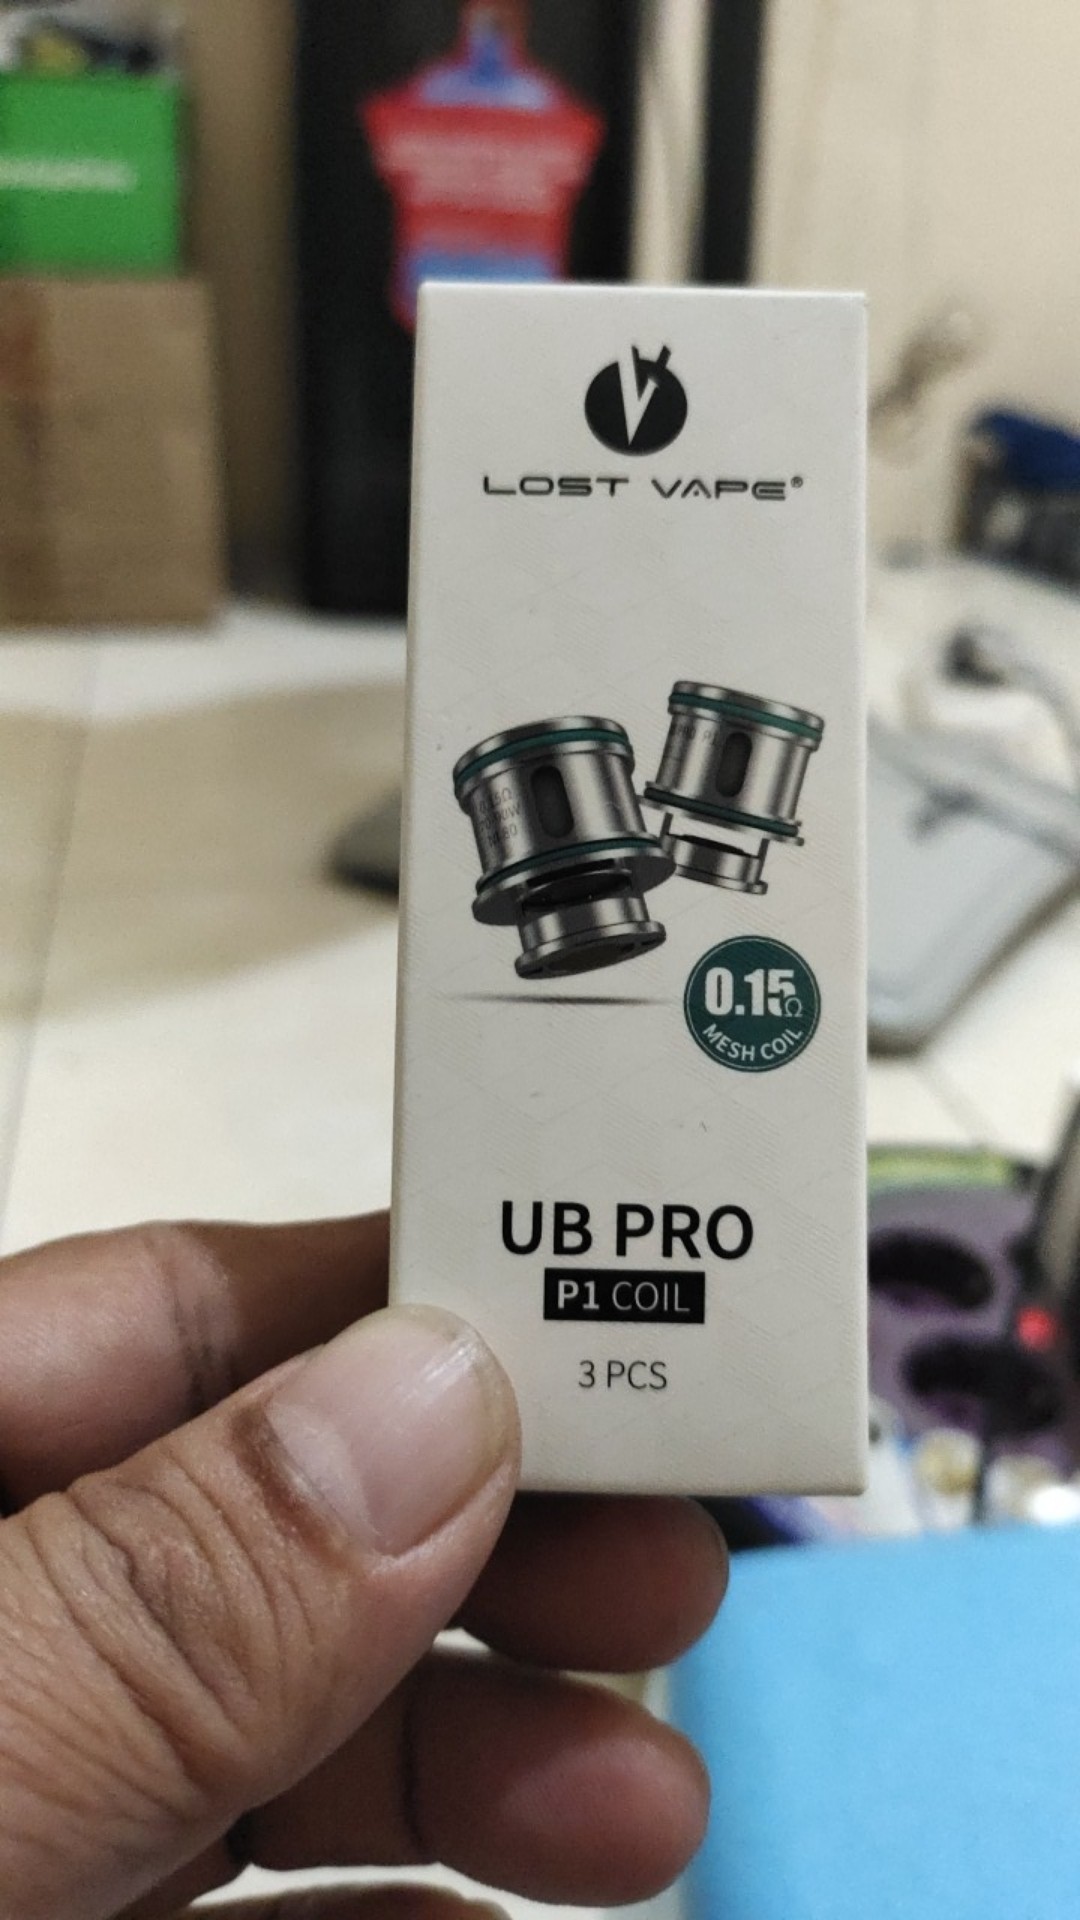 LOST VAPE®
0.15Ω
MESH COIL
UB PRO
P1 COIL
3 PCS